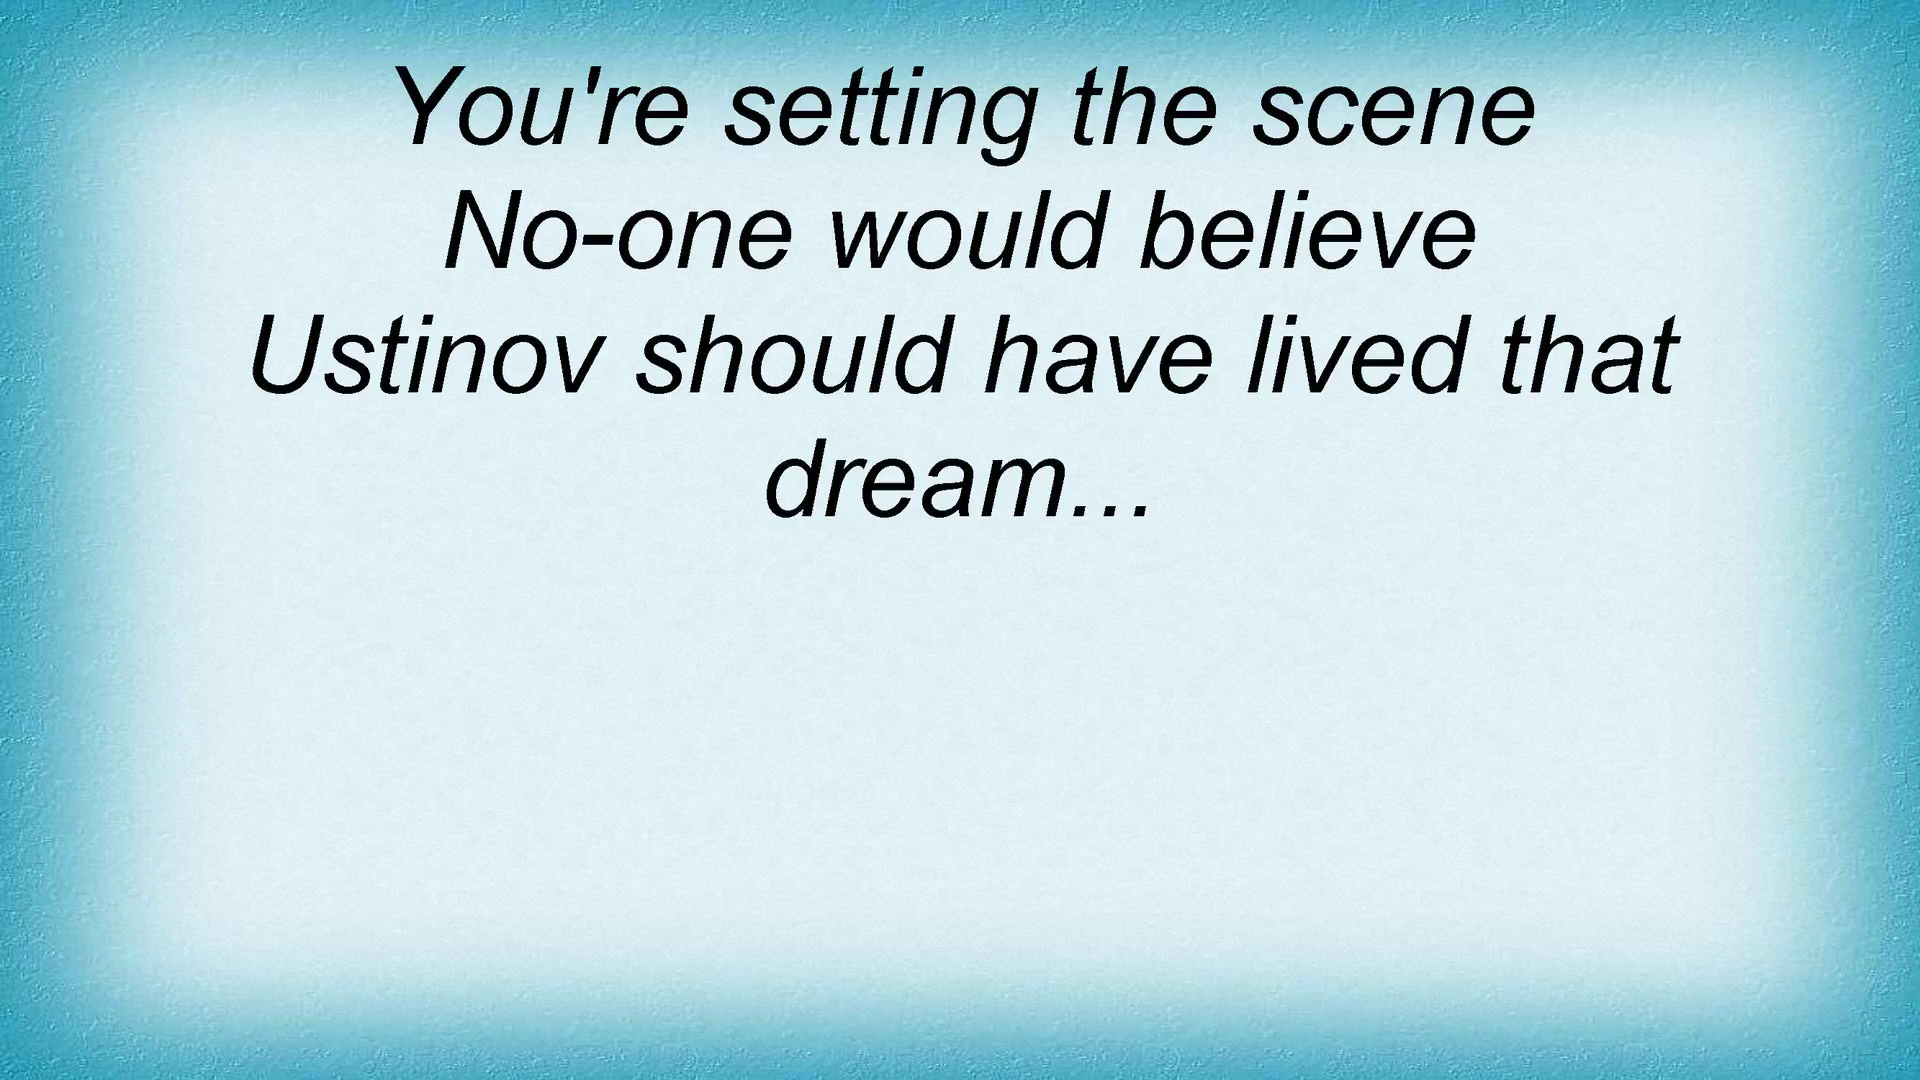 You're setting the scene
No-one would believe
Ustinov should have lived that
dream...